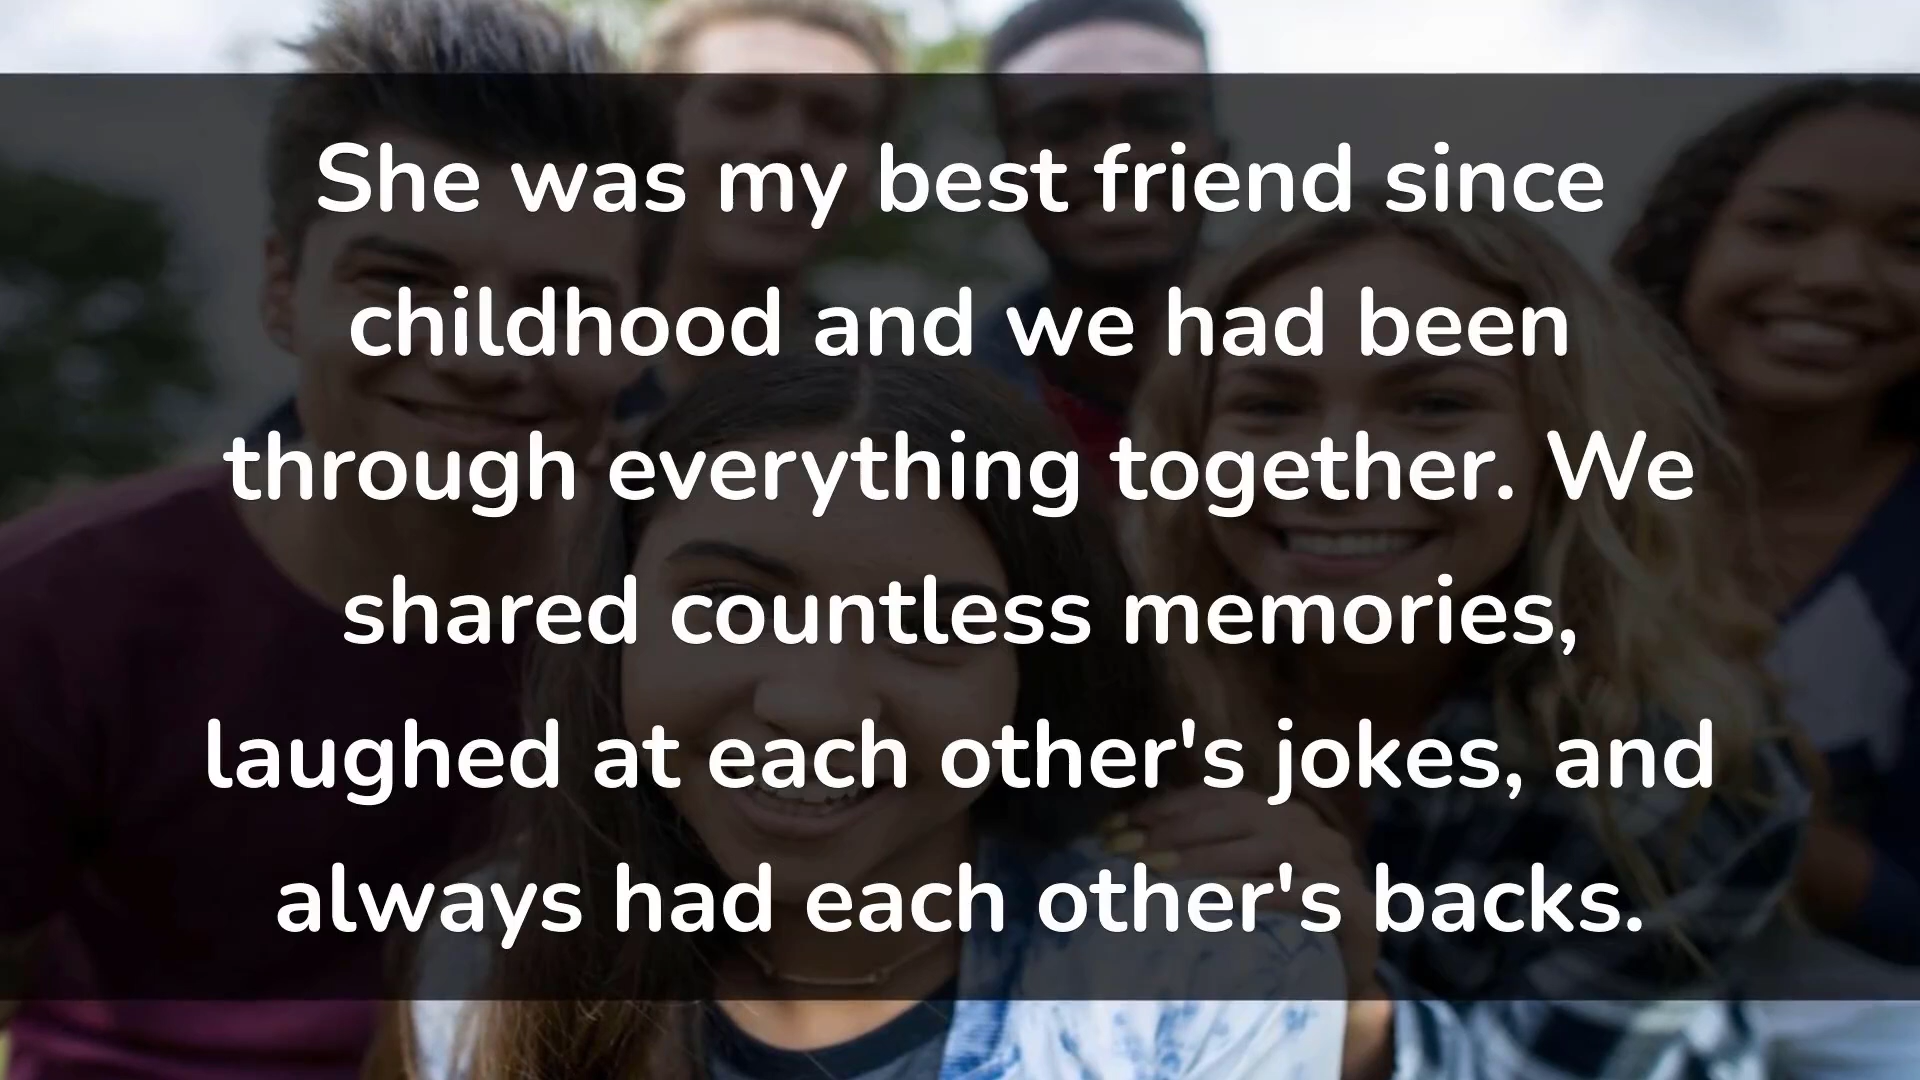 She was my best friend since
childhood and we had been
through everything together. We
shared countless memories,
laughed at each other's jokes, and
always had each other's backs.